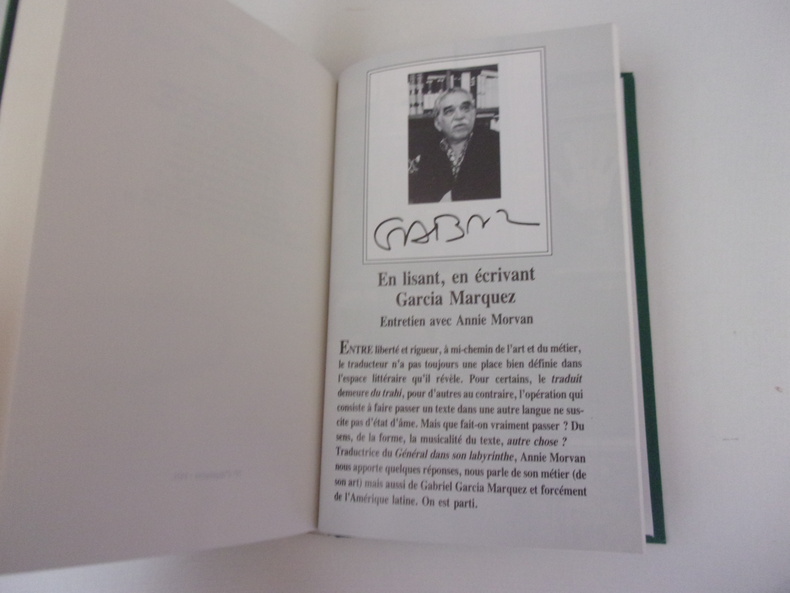 En lisant, en écrivant
Garcia Marquez
Entretien avec Annie Morvan
ENTRE liberté et rigueur, à mi-chemin de l'art et du métier,
le traducteur n'a pas toujours une place bien définie dans
l'espace littéraire qu'il révèle. Pour certains, le traduit
demeure du trahi, pour d'autres au contraire, l'opération qui
consiste à faire passer un texte dans une autre langue ne sus-
cite pas d'état d'âme. Mais que fait-on vraiment passer ? Du
sens, de la forme, la musicalité du texte, autre chose ?
Traductrice du Général dans son labyrinthe, Annie Morvan
nous apporte quelques réponses, nous parle de son métier (de
son art) mais aussi de Gabriel Garcia Marquez et forcément
de l'Amérique latine. On est parti.